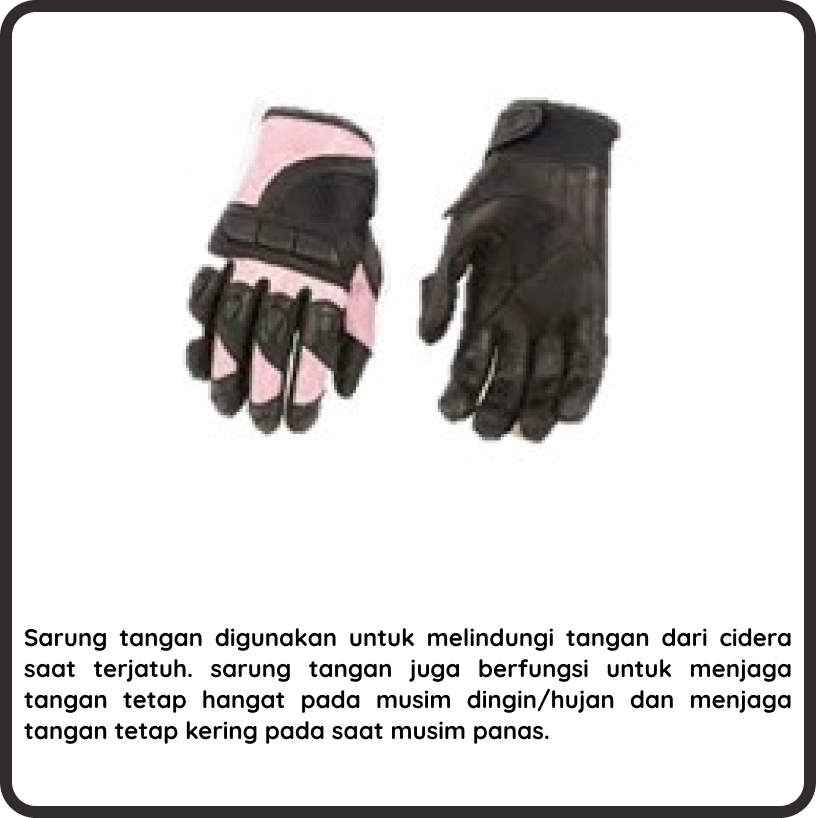 Sarung tangan digunakan untuk melindungi tangan dari cidera
saat terjatuh. sarung tangan juga berfungsi untuk menjaga
tangan tetap hangat pada musim dingin/hujan dan menjaga
tangan tetap kering pada saat musim panas.